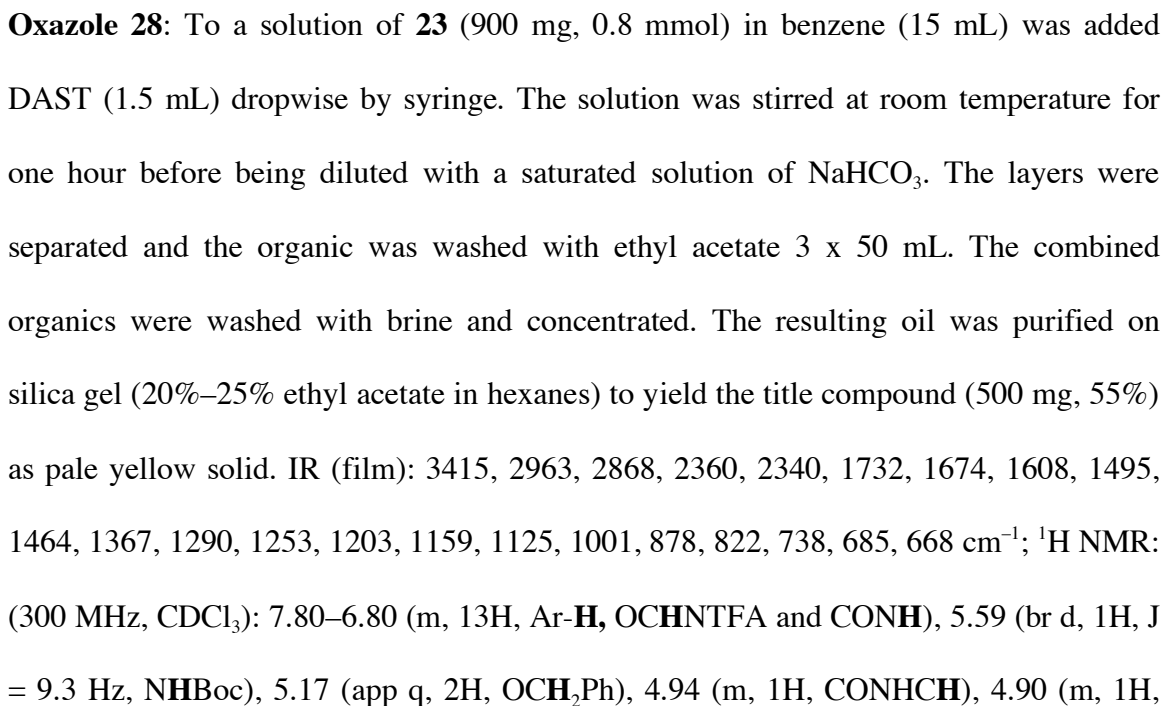 Oxazole 28: To a solution of 23 (900 mg, 0.8 mmol) in benzene (15 mL) was added
DAST (1.5 mL) dropwise by syringe. The solution was stirred at room temperature for
one hour before being diluted with a saturated solution of NaHCO₃. The layers were
separated and the organic was washed with ethyl acetate 3 x 50 mL. The combined
organics were washed with brine and concentrated. The resulting oil was purified on
silica gel (20%–25% ethyl acetate in hexanes) to yield the title compound (500 mg, 55%)
as pale yellow solid. IR (film): 3415, 2963, 2868, 2360, 2340, 1732, 1674, 1608, 1495,
1464, 1367, 1290, 1253, 1203, 1159, 1125, 1001, 878, 822, 738, 685, 668 cm⁻¹; ¹H NMR:
(300 MHz, CDCl₃): 7.80–6.80 (m, 13H, Ar-H, OCHNTFA and CONH), 5.59 (br d, 1H, J
= 9.3 Hz, NHBoc), 5.17 (app q, 2H, OCH₂Ph), 4.94 (m, 1H, CONHCH), 4.90 (m, 1H,